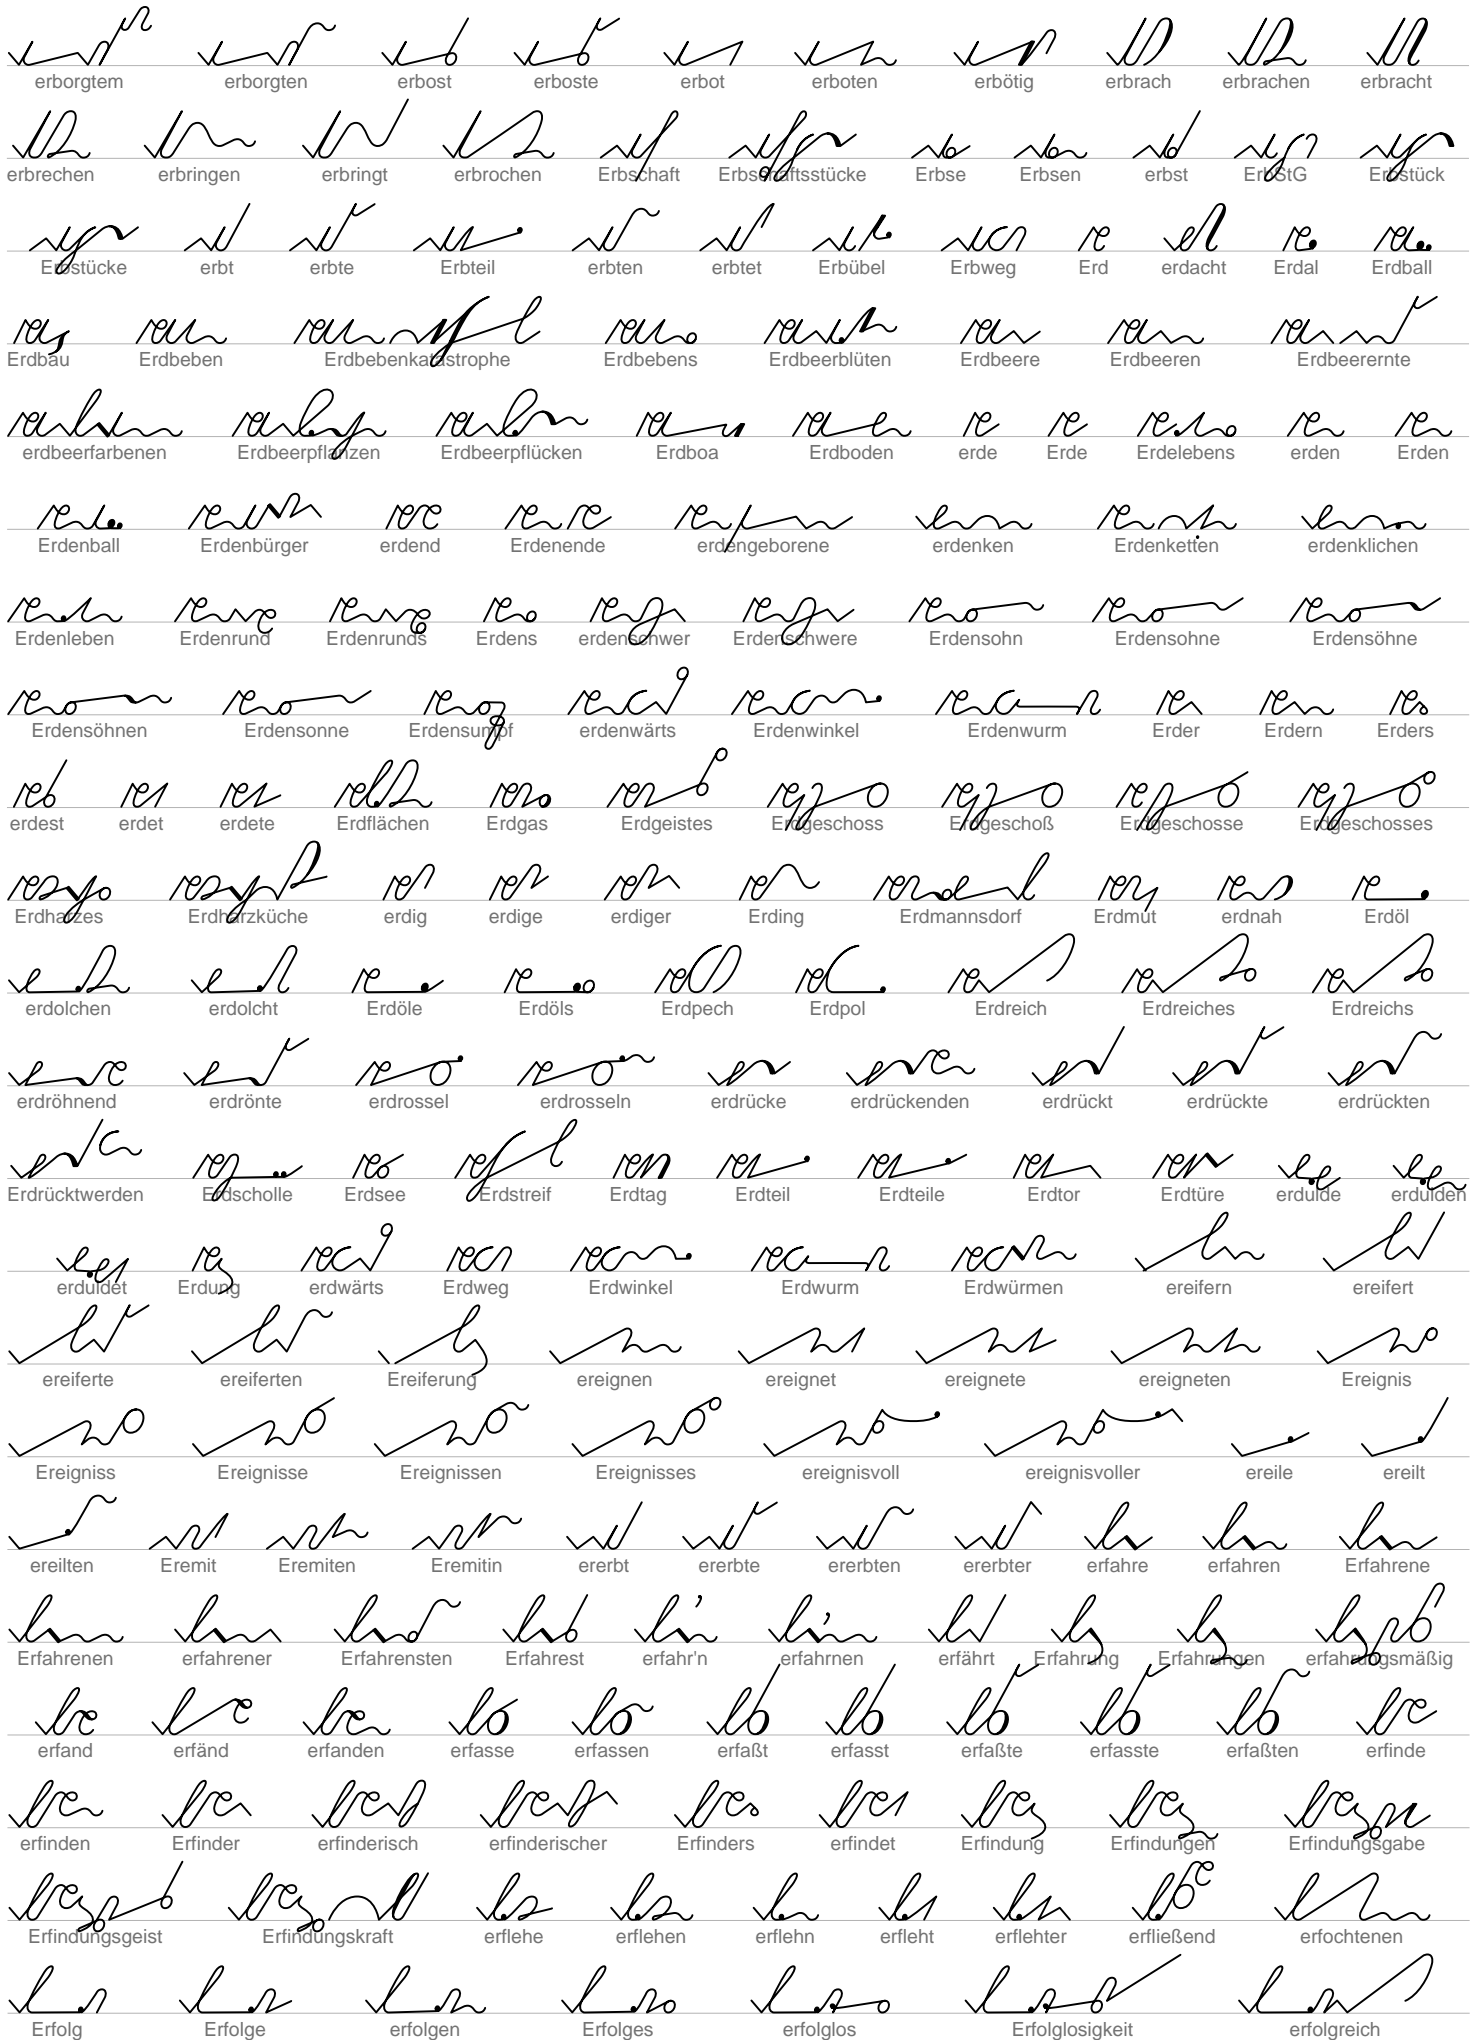 erborgtem erborgten erbost erboste erbot erboten erbötig erbrach erbrachen erbracht
erbrechen erbringen erbringt erbrochen Erbschaft Erbschaftsstücke Erbse Erbsen erbst ErbStG Erbstück
Erbstücke erbt erbte Erbteil erbten erbtet Erbübel Erbweg Erd erdacht Erdal Erdball
Erdbau Erdbeben Erdbebenkatastrophe Erdbebens Erdbeerblüten Erdbeere Erdbeeren Erdbeerernte
erdbeerfarbenen Erdbeerpflanzen Erdbeerpflücken Erdboa Erdboden erde Erde Erdelebens erden Erden
Erdenball Erdenbürger erdend Erdenende erdengeborene erdenken Erdenketten erdenklichen
Erdenleben Erdenrund Erdenrunds Erdens erdenschwer Erdenschwere Erdensohn Erdensohne Erdensöhne
Erdensöhnen Erdensonne Erdensumpf erdenwärts Erdenwinkel Erdenwurm Erder Erdern Erders
erdest erdet erdete Erdflächen Erdgas Erdgeistes Erdgeschoss Erdgeschoß Erdgeschosse Erdgeschosses
Erdharzes Erdharzküche erdig erdige erdiger Erding Erdmannsdorf Erdmut erdnah Erdöl
erdolchen erdolcht Erdöle Erdöls Erdpech Erdpol Erdreich Erdreiches Erdreichs
erdröhnend erdrönte erdrossel erdrosseln erdrücke erdrückenden erdrückt erdrückte erdrückten
Erdrücktwerden Erdscholle Erdsee Erdstreif Erdtag Erdteil Erdteile Erdtor Erdtüre erdulde erdulden
erduldet Erdung erdwärts Erdweg Erdwinkel Erdwurm Erdwürmen ereifern ereifert
ereiferte ereiferten Ereiferung ereignen ereignet ereignete ereigneten Ereignis
Ereigniss Ereignisse Ereignissen Ereignisses ereignisvoll ereignisvoller ereile ereilt
ereilten Eremit Eremiten Eremitin ererbt ererbte ererbten ererbter erfahre erfahren Erfahrene
Erfahrenen erfahrener Erfahrensten Erfahrest erfahr'n erfahrnen erfährt Erfahrung Erfahrungen erfahrungsmäßig
erfand erfänd erfanden erfasse erfassen erfaßt erfasst erfaßte erfasste erfaßten erfinde
erfinden Erfinder erfinderisch erfinderischer Erfinders erfindet Erfindung Erfindungen Erfindungsgabe
Erfindungsgeist Erfindungskraft erflehe erflehen erflehn erfleht erflehter erfließend erfochtenen
Erfolg Erfolge erfolgen Erfolges erfolglos Erfolglosigkeit erfolgreich